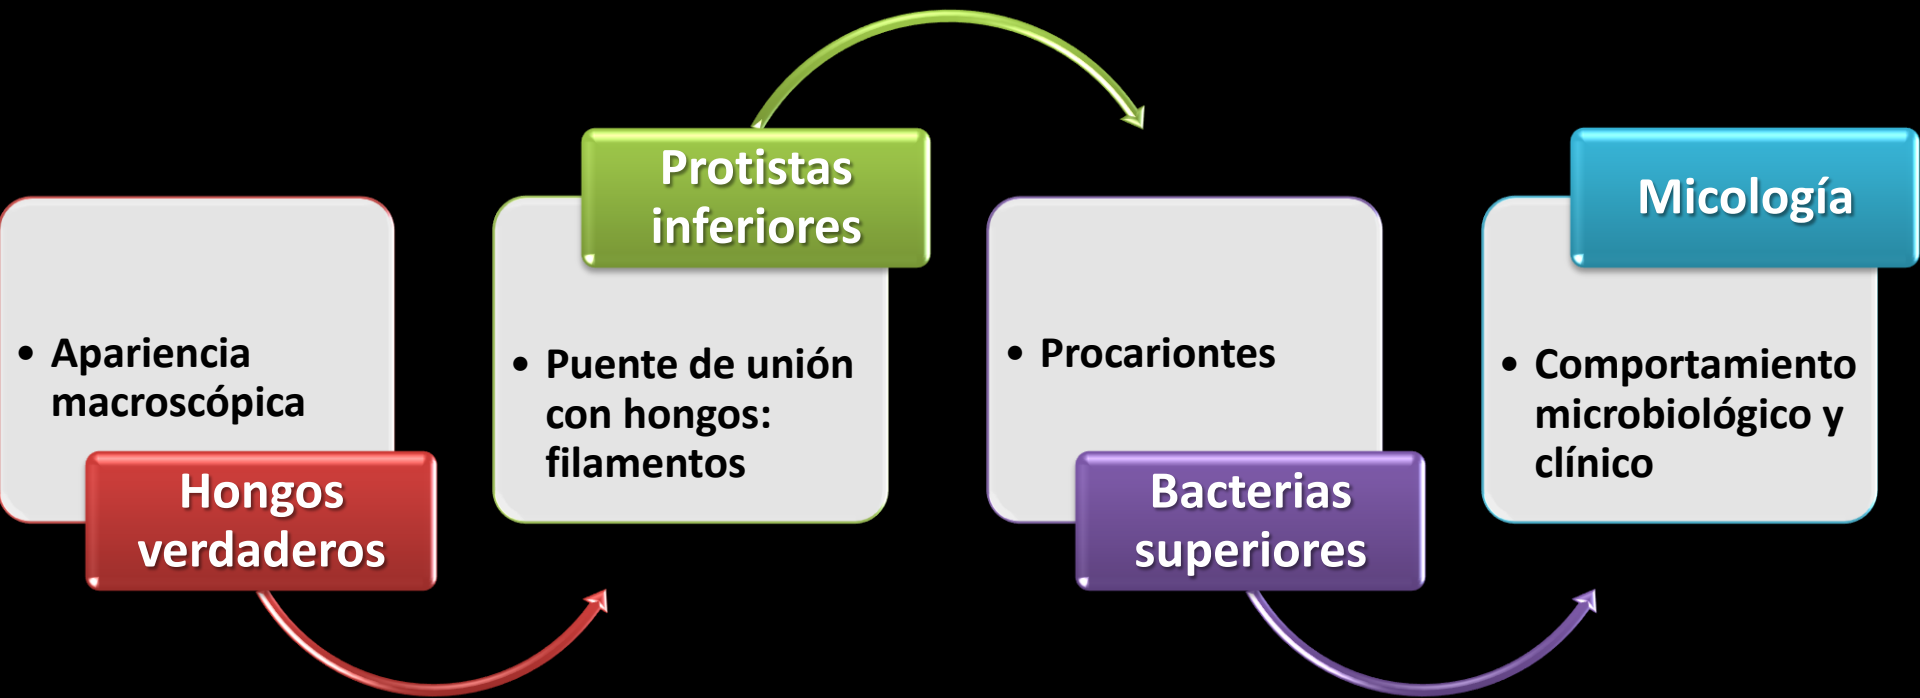 • Apariencia
macroscópica
Hongos
verdaderos
Protistas
inferiores
• Puente de unión
con hongos:
filamentos
• Procariontes
Bacterias
superiores
Micología
• Comportamiento
microbiológico y
clínico